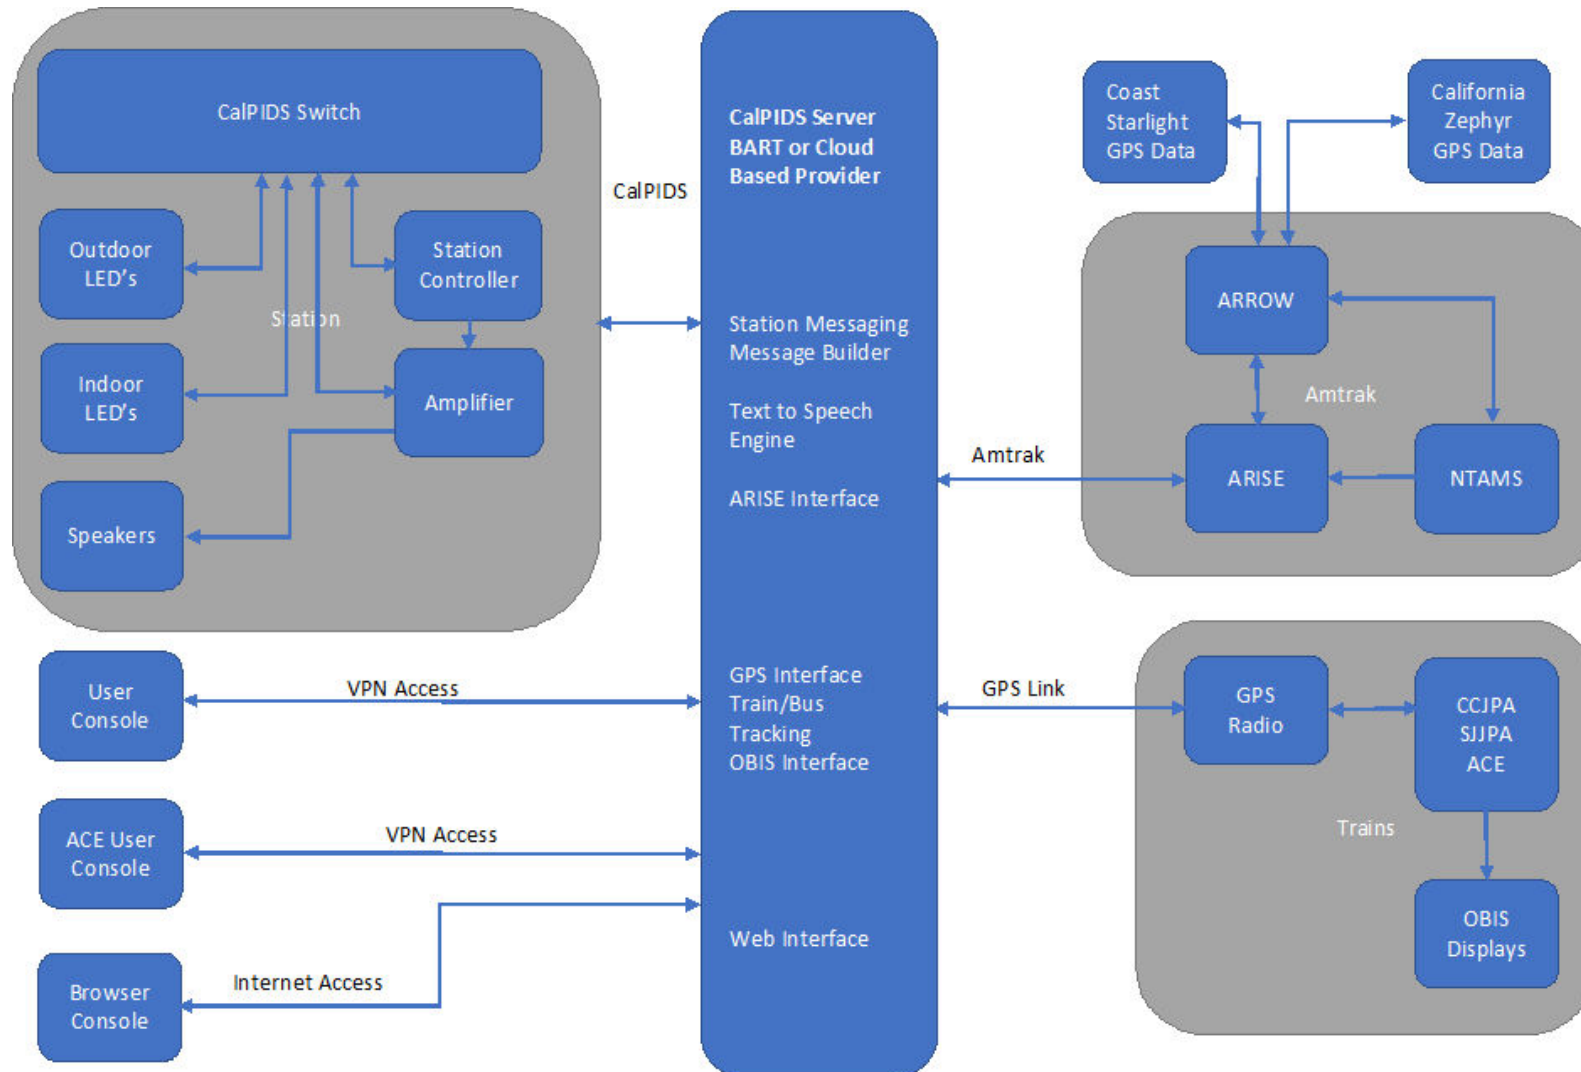 CalPIDS Switch
Outdoor
LED's
Station
Controller
Station
Indoor
LED's
Amplifier
Speakers
CalPIDS
CalPIDS Server
BART or Cloud
Based Provider
Station Messaging
Message Builder
Text to Speech
Engine
ARISE Interface
GPS Interface
Train/Bus
Tracking
OBIS Interface
Web Interface
User
Console
VPN Access
ACE User
Console
VPN Access
Browser
Console
Internet Access
Coast
Starlight
GPS Data
California
Zephyr
GPS Data
ARROW
Amtrak
ARISE
NTAMS
Amtrak
GPS Link
GPS
Radio
CCJPA
SJJPA
ACE
Trains
OBIS
Displays